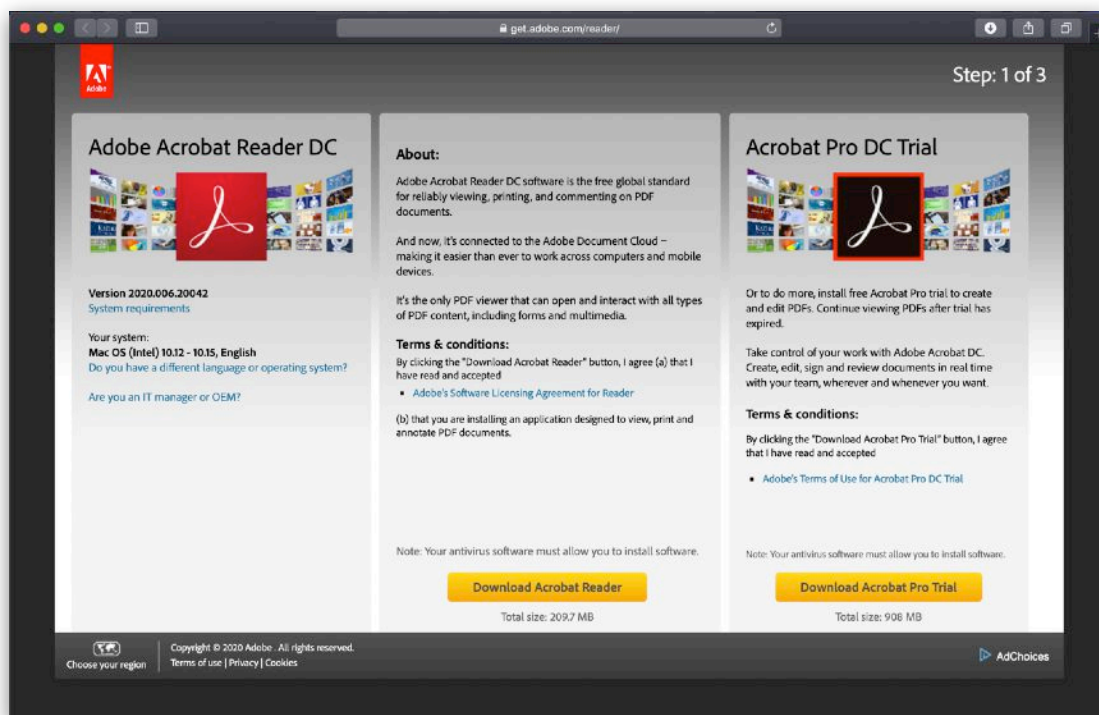 get.adobe.com/reader/
Adobe
Step: 1 of 3
Adobe Acrobat Reader DC
Version 2020.006.20042
System requirements
Your system:
Mac OS (Intel) 10.12 - 10.15, English
Do you have a different language or operating system?
Are you an IT manager or OEM?
About:
Adobe Acrobat Reader DC software is the free global standard
for reliably viewing, printing, and commenting on PDF
documents.
And now, it's connected to the Adobe Document Cloud −
making it easier than ever to work across computers and mobile
devices.
It's the only PDF viewer that can open and interact with all types
of PDF content, including forms and multimedia.
Terms & conditions:
By clicking the "Download Acrobat Reader" button, I agree (a) that I
have read and accepted
• Adobe's Software Licensing Agreement for Reader
(b) that you are installing an application designed to view, print and
annotate PDF documents.
Note: Your antivirus software must allow you to install software.
Download Acrobat Reader
Total size: 209.7 MB
Acrobat Pro DC Trial
Or to do more, install free Acrobat Pro trial to create
and edit PDFs. Continue viewing PDFs after trial has
expired.
Take control of your work with Adobe Acrobat DC.
Create, edit, sign and review documents in real time
with your team, wherever and whenever you want.
Terms & conditions:
By clicking the "Download Acrobat Pro Trial" button, I agree
that I have read and accepted
• Adobe's Terms of Use for Acrobat Pro DC Trial
Note: Your antivirus software must allow you to install software.
Download Acrobat Pro Trial
Total size: 908 MB
Choose your region
Copyright © 2020 Adobe . All rights reserved.
Terms of use | Privacy | Cookies
AdChoices